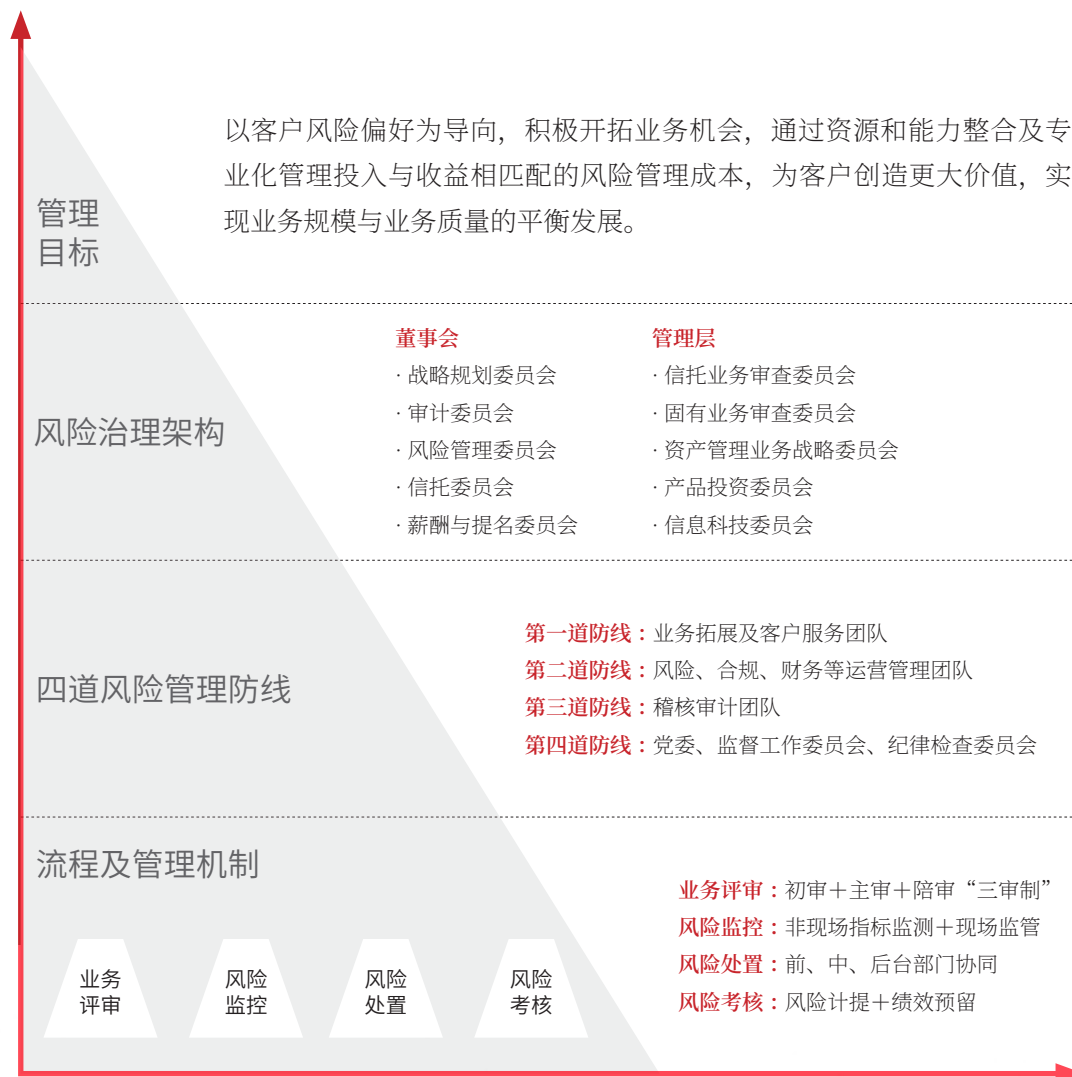 以客户风险偏好为导向，积极开拓业务机会，通过资源和能力整合及专
业化管理投入与收益相匹配的风险管理成本，为客户创造更大价值，实
现业务规模与业务质量的平衡发展。
管理
目标
风险治理架构
董事会
· 战略规划委员会
· 审计委员会
· 风险管理委员会
· 信托委员会
· 薪酬与提名委员会
管理层
· 信托业务审查委员会
· 固有业务审查委员会
· 资产管理业务战略委员会
· 产品投资委员会
· 信息科技委员会
四道风险管理防线
第一道防线：业务拓展及客户服务团队
第二道防线：风险、合规、财务等运营管理团队
第三道防线：稽核审计团队
第四道防线：党委、监督工作委员会、纪律检查委员会
流程及管理机制
业务
评审
风险
监控
风险
处置
风险
考核
业务评审：初审＋主审＋陪审“三审制”
风险监控：非现场指标监测＋现场监管
风险处置：前、中、后台部门协同
风险考核：风险计提＋绩效预留